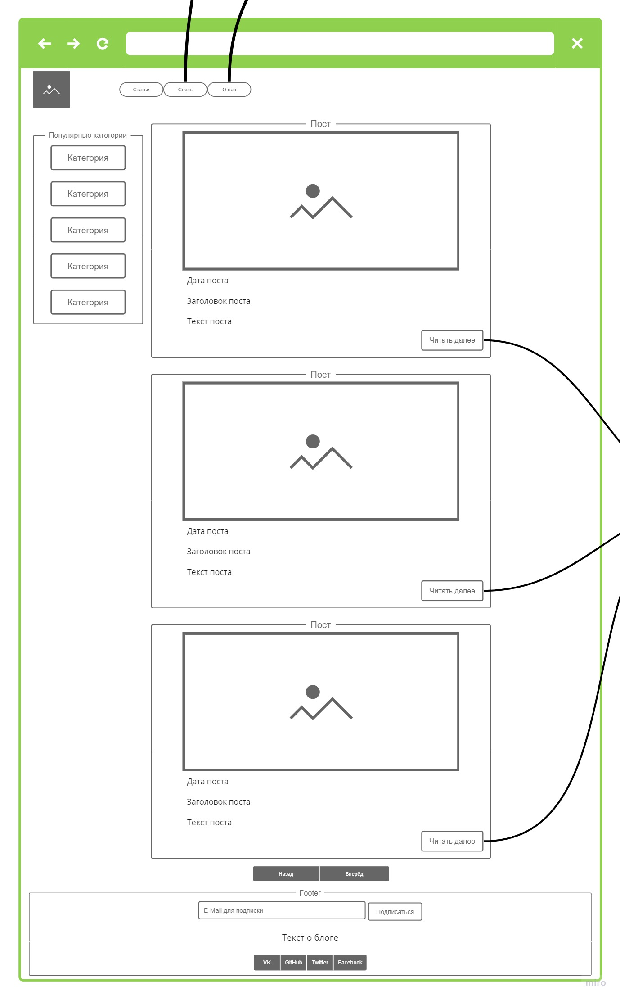 Статьи Связь О нас
Популярные категории
Категория
Категория
Категория
Категория
Категория
Пост
Дата поста
Заголовок поста
Текст поста
Читать далее
Пост
Дата поста
Заголовок поста
Текст поста
Читать далее
Пост
Дата поста
Заголовок поста
Текст поста
Читать далее
Назад Вперёд
Footer
E-Mail для подписки Подписаться
Текст о блоге
VK GitHub Twitter Facebook
miro